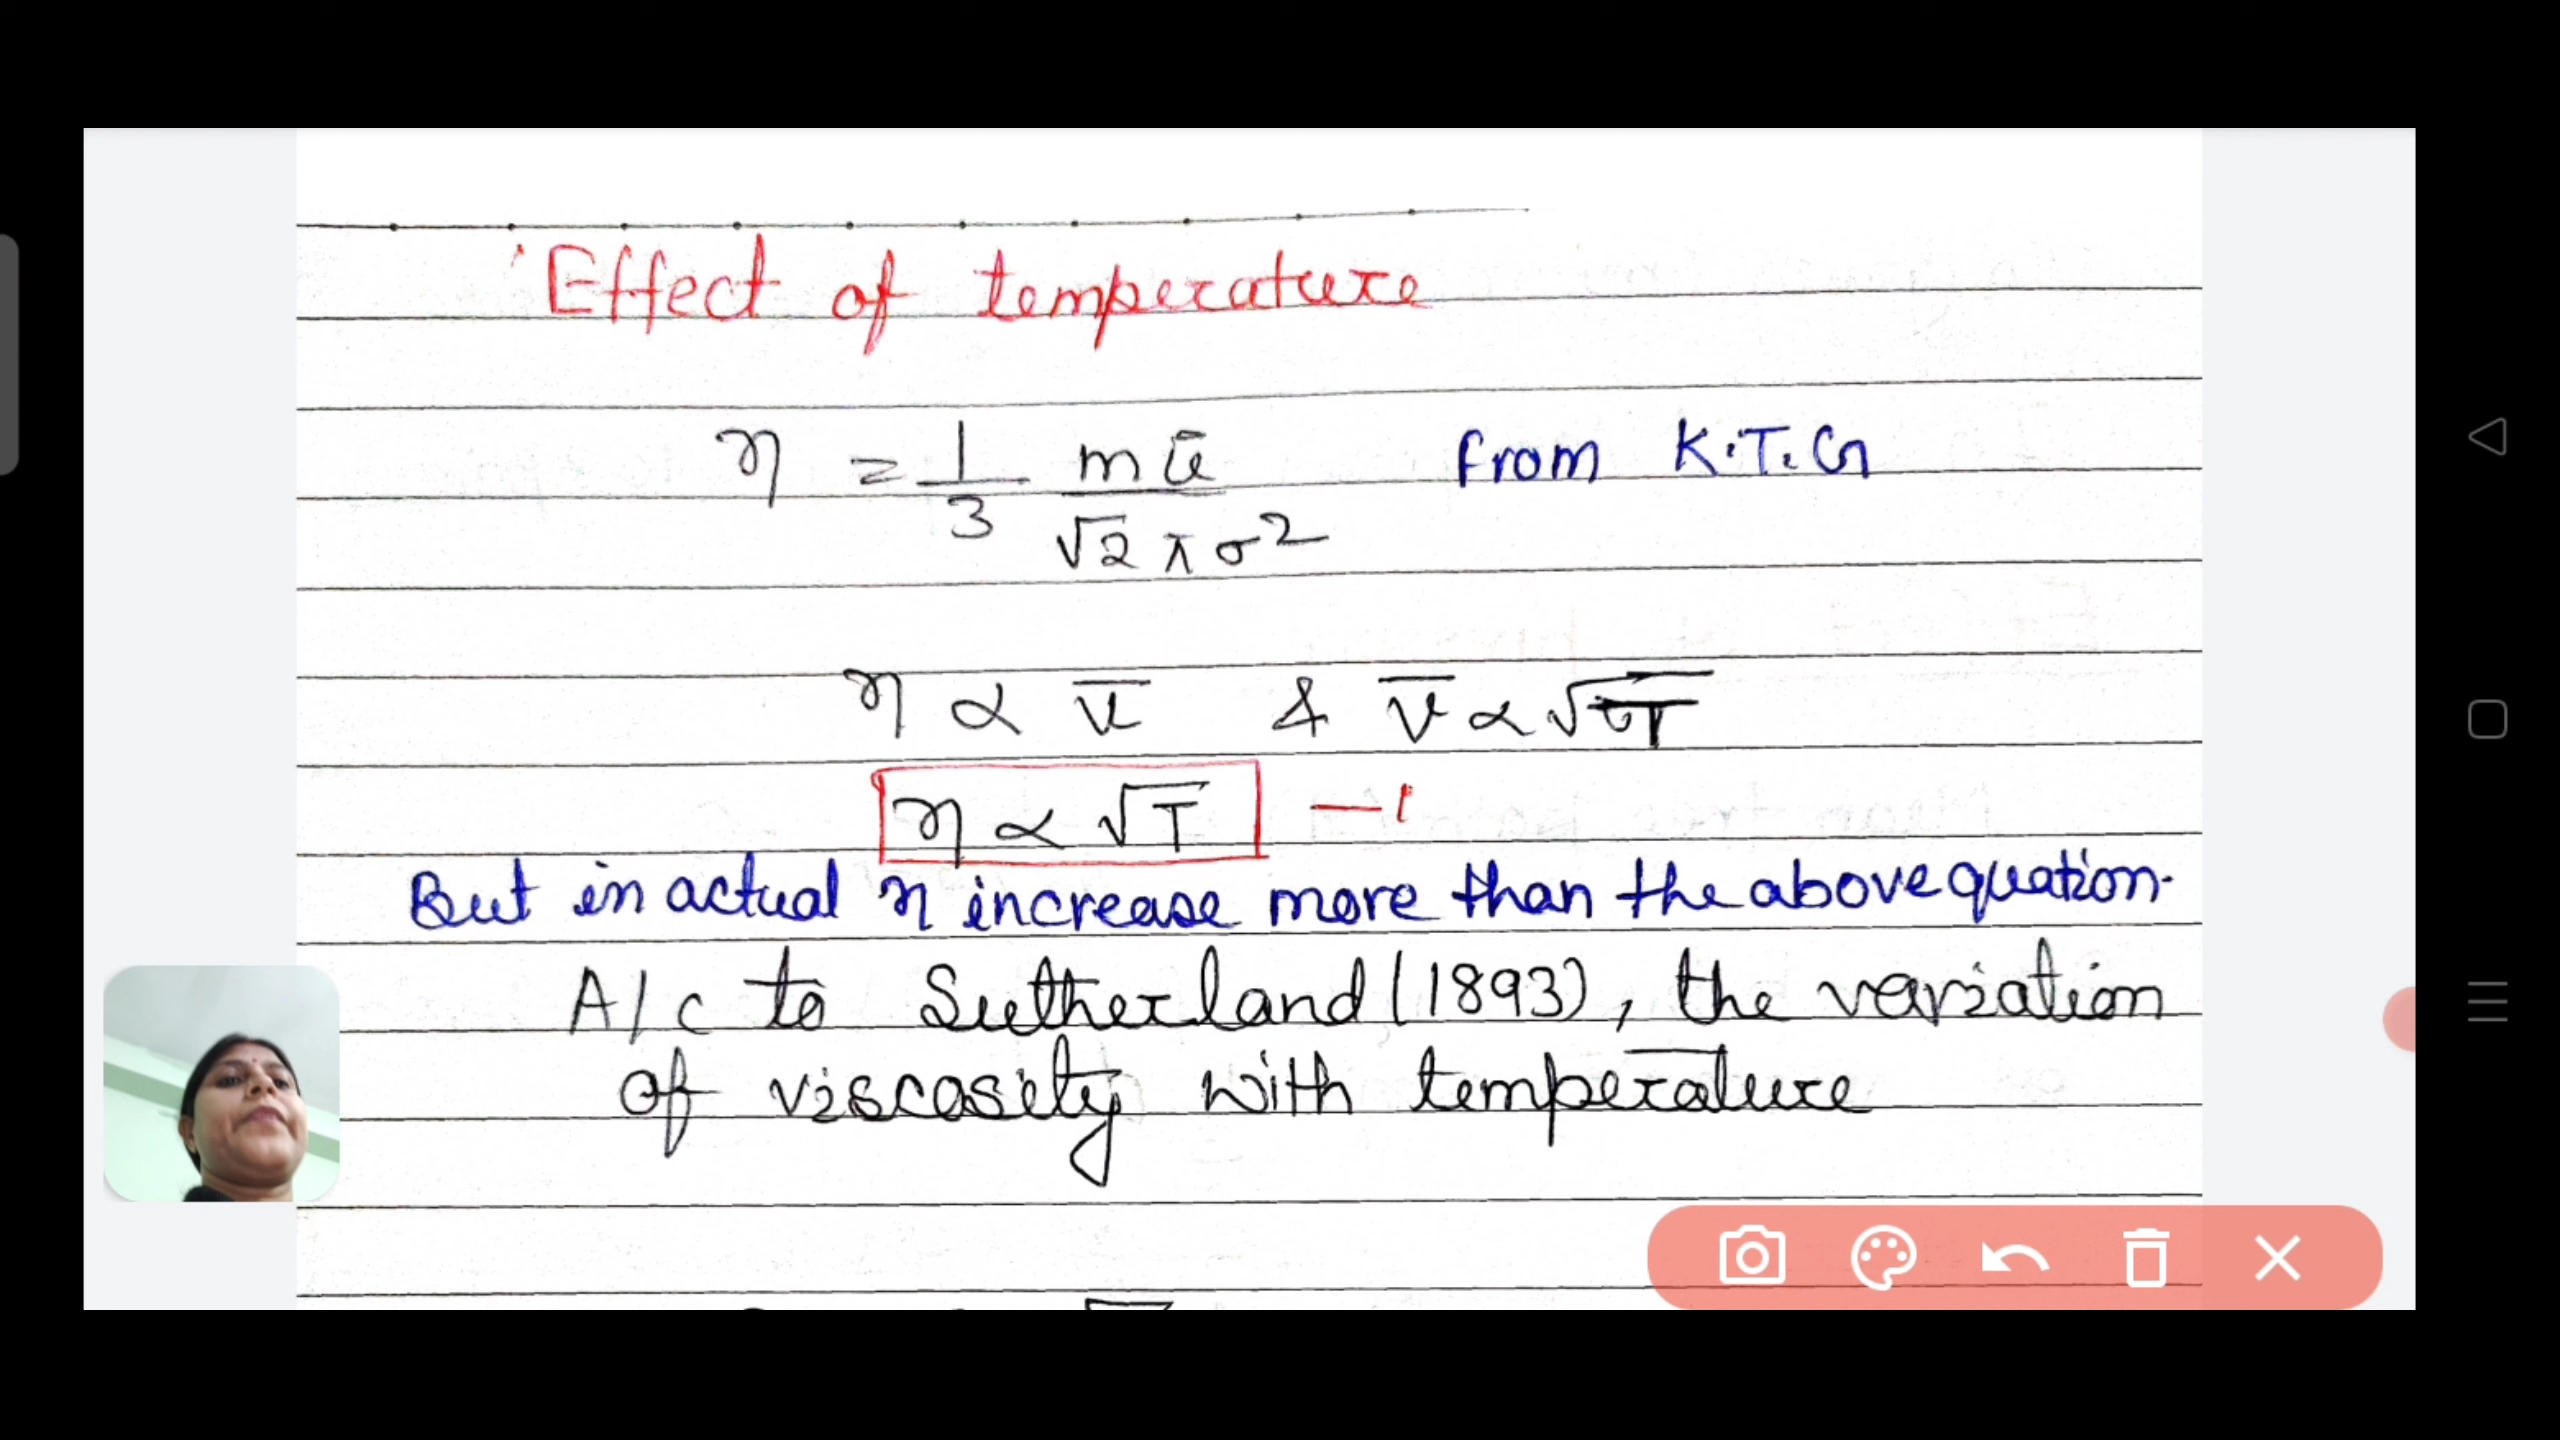 Effect of temperature
η = 1/3 mū/√2 π σ² from K.T.G
η ∝ v̅ & v̅ ∝ √T
η ∝ √T —1
But in actual η increase more than the above quation.
A/c to Sutherland (1893), the variation
of viscosity with temperature